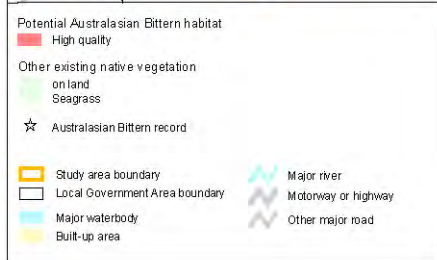 Potential Australasian Bittern habitat
High quality
Other existing native vegetation
on land
Seagrass
Australasian Bittern record
Study area boundary
Local Government Area boundary
Major waterbody
Built-up area
Major river
Motorway or highway
Other major road